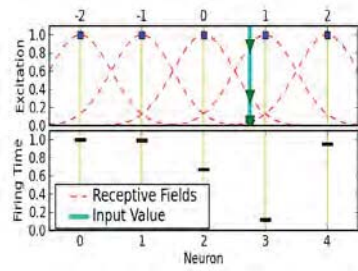 -2 -1 0 1 2
Excitation
1.0
0.8
0.6
0.4
0.2
0.0
Firing Time
1.0
0.8
0.6
0.4
0.2
0.0
Receptive Fields
Input Value
0 1 2 3 4
Neuron